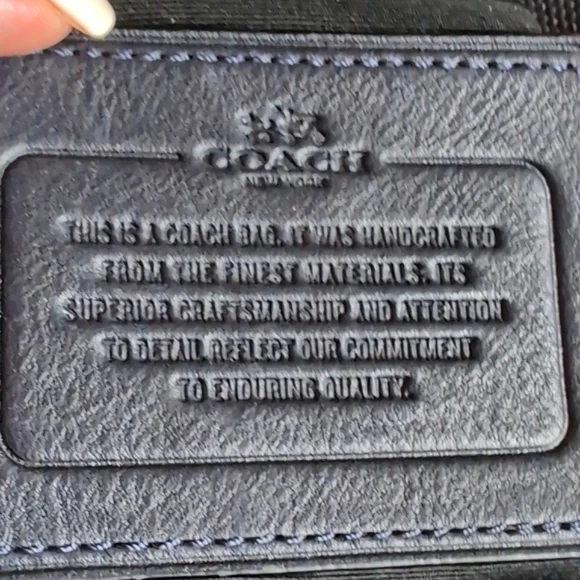 COACH
NEW YORK
THIS IS A COACH BAG. IT WAS HANDCRAFTED
FROM THE FINEST MATERIALS. ITS
SUPERIOR CRAFTSMANSHIP AND ATTENTION
TO DETAIL REFLECT OUR COMMITMENT
TO ENDURING QUALITY.